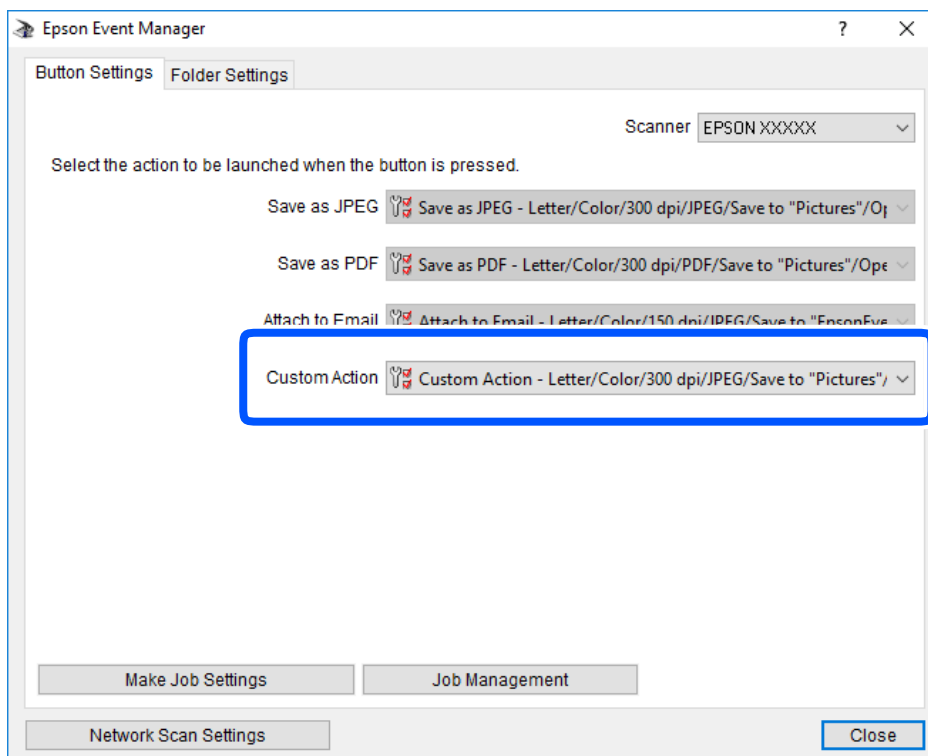 Epson Event Manager
Button Settings Folder Settings
Scanner EPSON XXXXX
Select the action to be launched when the button is pressed.
Save as JPEG Save as JPEG - Letter/Color/300 dpi/JPEG/Save to "Pictures"/Op
Save as PDF Save as PDF - Letter/Color/300 dpi/PDF/Save to "Pictures"/Ope
Attach to Email Attach to Email - Letter/Color/150 dpi/JPEG/Save to "EpsonEve
Custom Action Custom Action - Letter/Color/300 dpi/JPEG/Save to "Pictures"/
Make Job Settings Job Management
Network Scan Settings Close